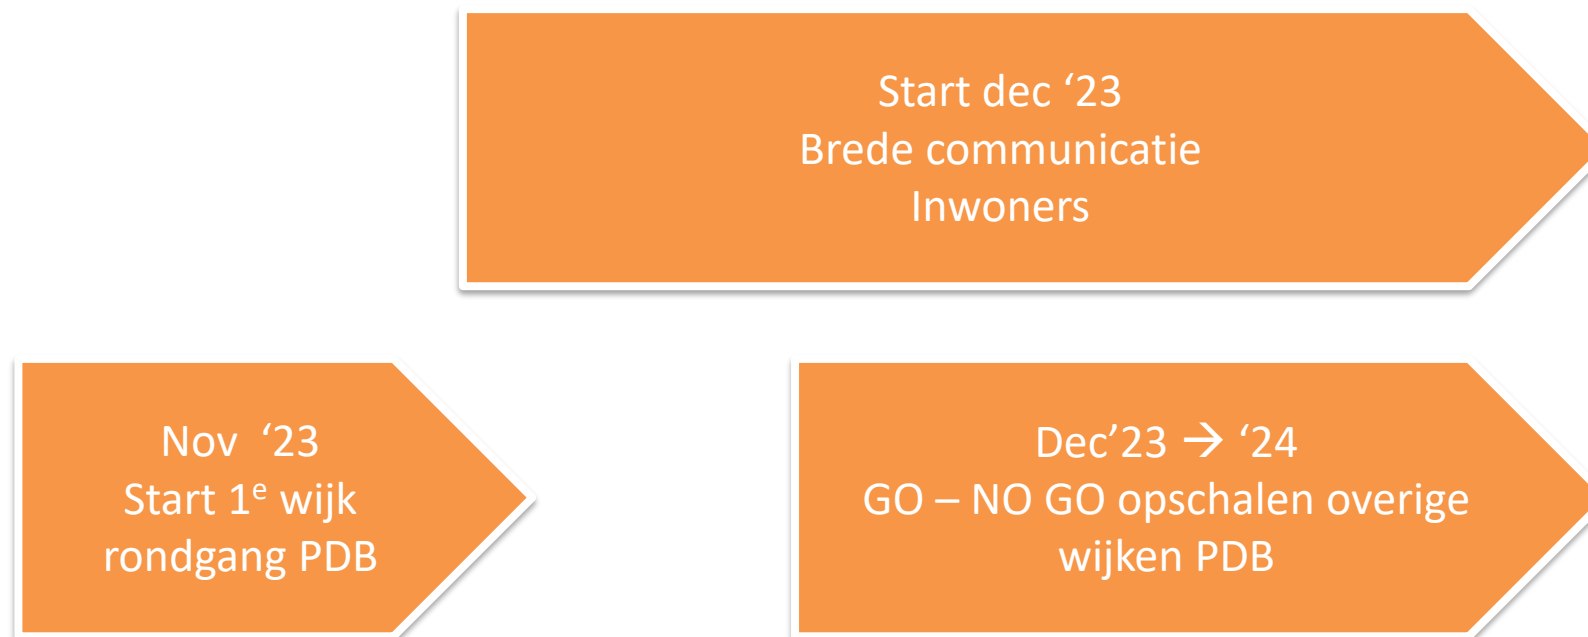 Start dec ‘23
Brede communicatie
Inwoners
Nov ‘23
Start 1e wijk
rondgang PDB
Dec’23 → ‘24
GO – NO GO opschalen overige
wijken PDB